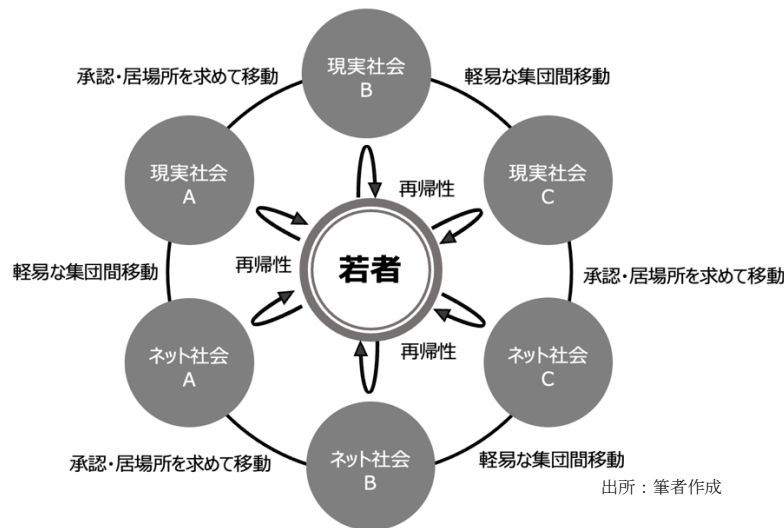 現実社会
B
承認・居場所を求めて移動
軽易な集団間移動
現実社会
A
現実社会
C
再帰性
再帰性
若者
軽易な集団間移動
承認・居場所を求めて移動
再帰性
ネット社会
A
ネット社会
C
ネット社会
B
承認・居場所を求めて移動
軽易な集団間移動
出所：筆者作成